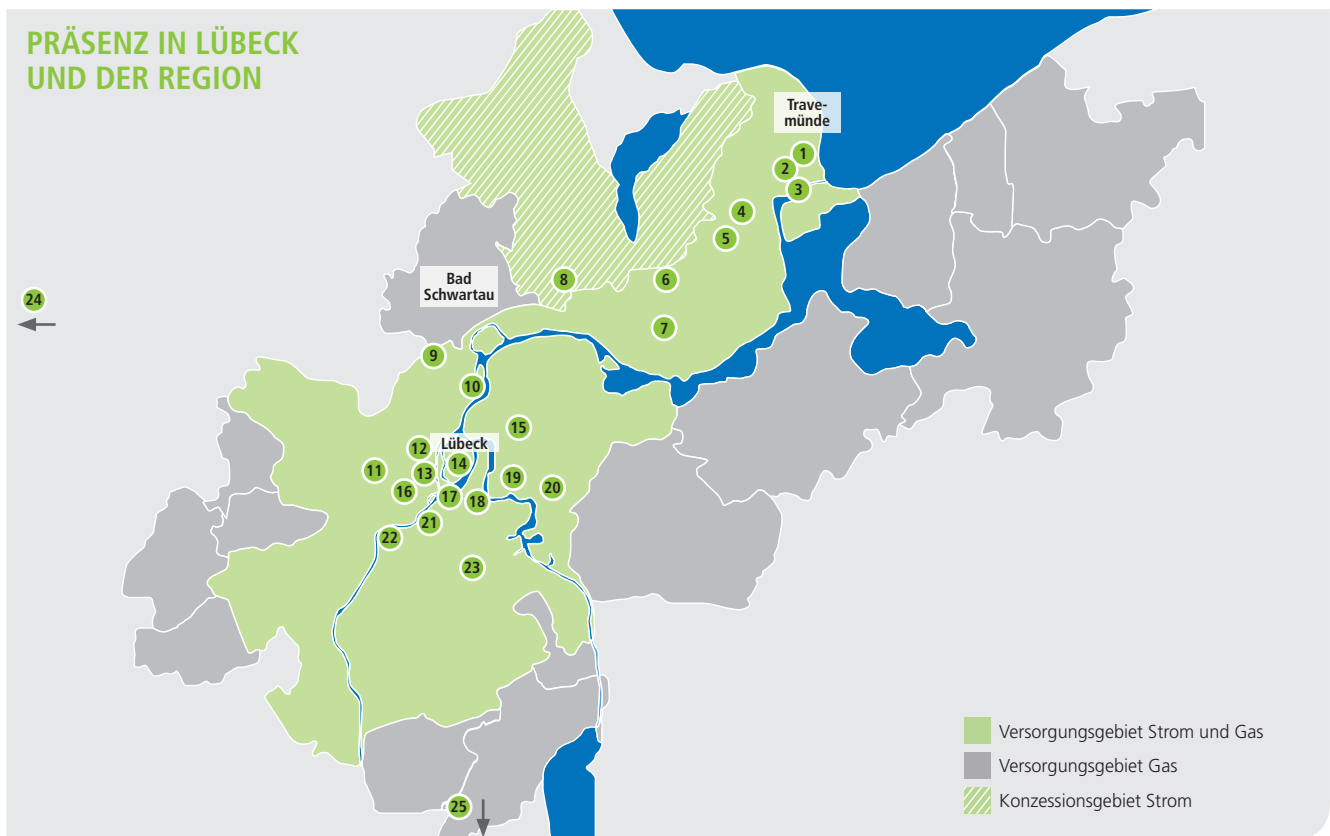 PRÄSENZ IN LÜBECK
UND DER REGION
Trave-
münde
1
2
3
4
5
Bad
Schwartau
8
6
24
7
9
10
15
Lübeck
12
14
11
13
19
20
16
17
18
21
22
23
Versorgungsgebiet Strom und Gas
Versorgungsgebiet Gas
Konzessionsgebiet Strom
25